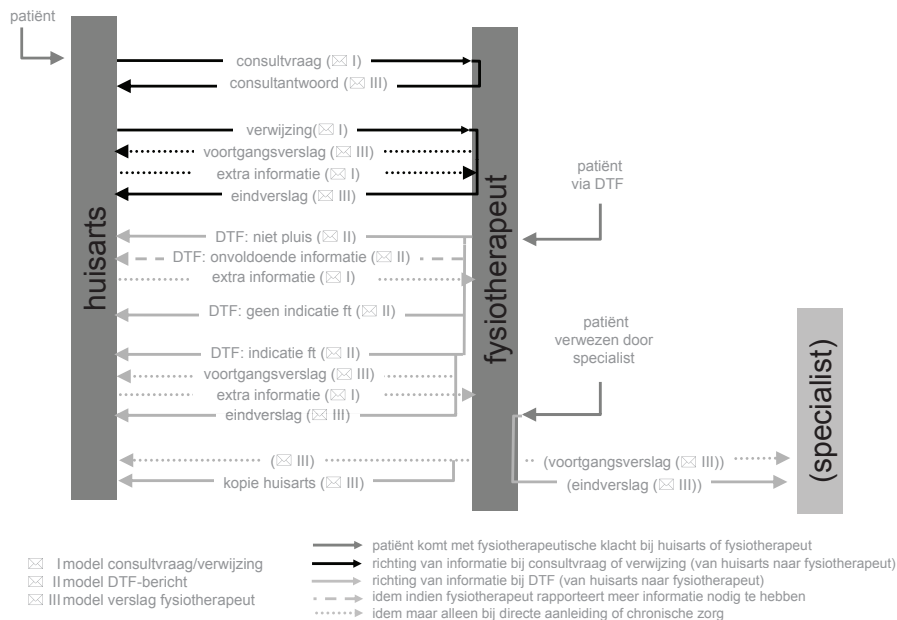 patiënt
huisarts
fysiotherapeut
(specialist)
consultvraag (✉ I)
consultantwoord (✉ III)
verwijzing(✉ I)
voortgangsverslag (✉ III)
extra informatie (✉ I)
eindverslag (✉ III)
patiënt
via DTF
DTF: niet pluis (✉ II)
DTF: onvoldoende informatie (✉ II)
extra informatie (✉ I)
DTF: geen indicatie ft (✉ II)
patiënt
verwezen door
specialist
DTF: indicatie ft (✉ II)
voortgangsverslag (✉ III)
extra informatie (✉ I)
eindverslag (✉ III)
(✉ III)
kopie huisarts (✉ III)
(voortgangsverslag (✉ III))
(eindverslag (✉ III))
✉ I model consultvraag/verwijzing
✉ II model DTF-bericht
✉ III model verslag fysiotherapeut
patiënt komt met fysiotherapeutische klacht bij huisarts of fysiotherapeut
richting van informatie bij consultvraag of verwijzing (van huisarts naar fysiotherapeut)
richting van informatie bij DTF (van huisarts naar fysiotherapeut)
idem indien fysiotherapeut rapporteert meer informatie nodig te hebben
idem maar alleen bij directe aanleiding of chronische zorg